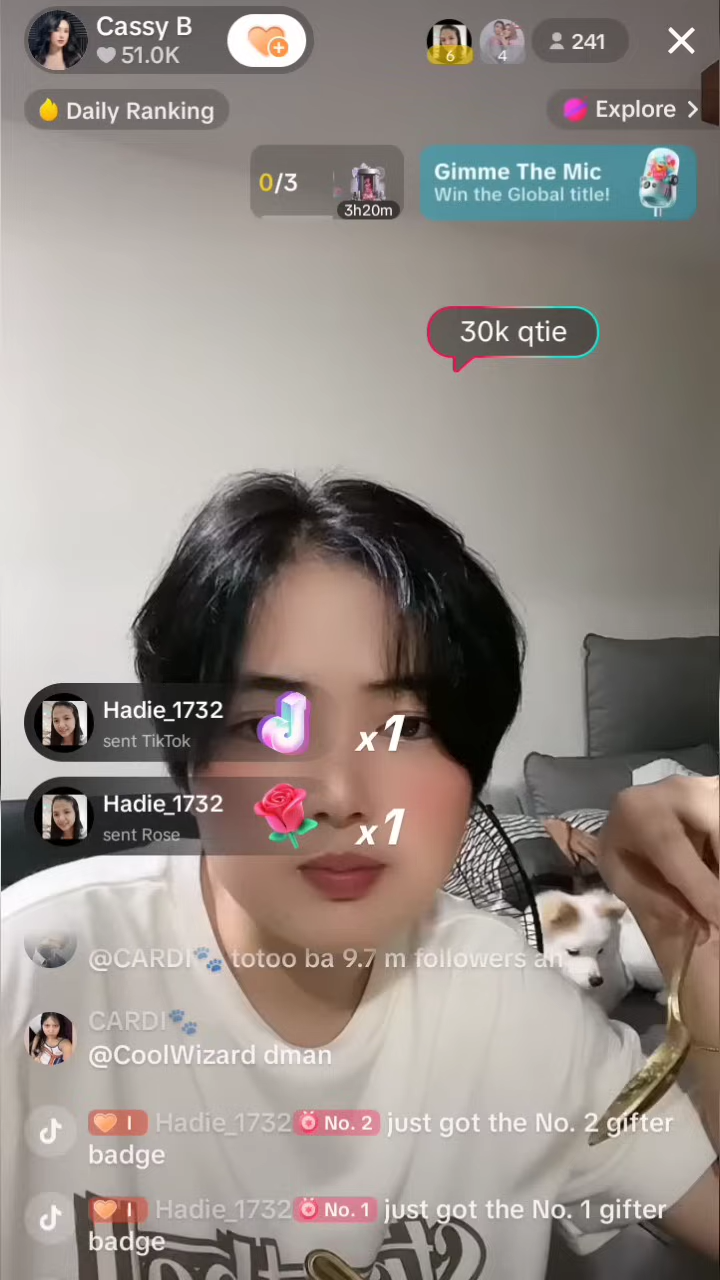 Cassy B
51.0K
6
4
241
Daily Ranking
Explore
0/3
3h20m
Gimme The Mic
Win the Global title!
30k qtie
Hadie_1732
sent TikTok
x1
Hadie_1732
sent Rose
x1
@CARDI🐾 totoo ba 9.7 m followers an
CARDI🐾
@CoolWizard dman
I Hadie_1732 No. 2 just got the No. 2 gifter
badge
I Hadie_1732 No. 1 just got the No. 1 gifter
badge